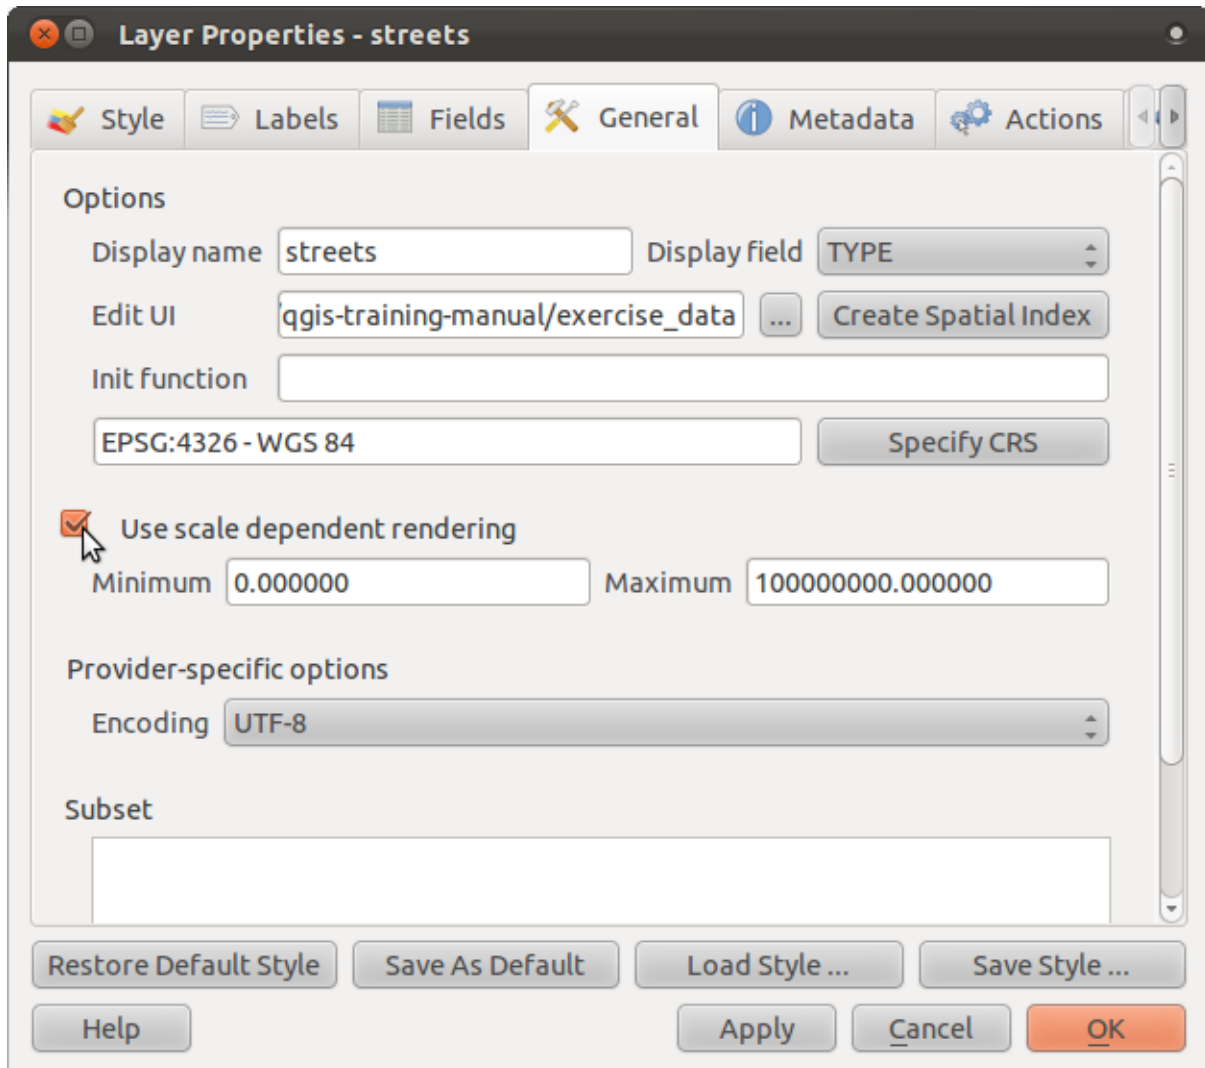 Layer Properties - streets
Style Labels Fields General Metadata Actions
Options
Display name streets Display field TYPE
Edit UI qgis-training-manual/exercise_data ... Create Spatial Index
Init function
EPSG:4326 - WGS 84 Specify CRS
Use scale dependent rendering
Minimum 0.000000 Maximum 100000000.000000
Provider-specific options
Encoding UTF-8
Subset
Restore Default Style Save As Default Load Style ... Save Style ...
Help Apply Cancel OK